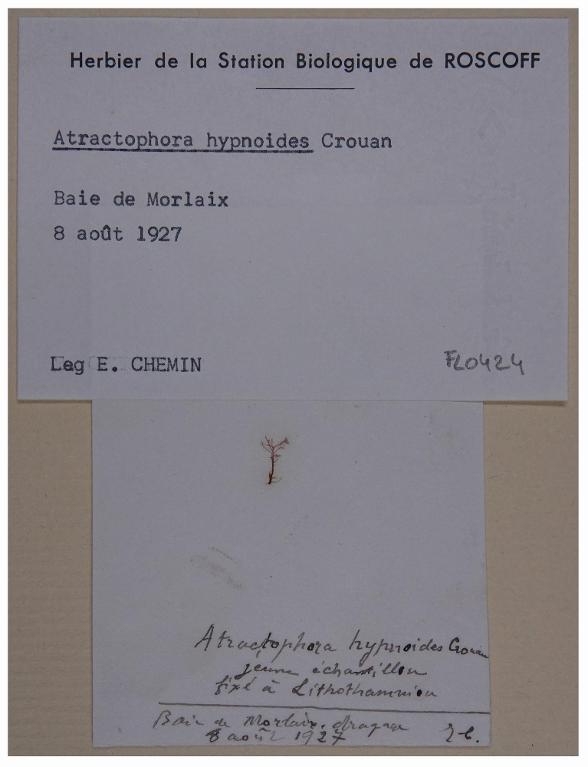 Herbier de la Station Biologique de ROSCOFF
Atractophora hypnoides Crouan
Baie de Morlaix
8 août 1927
Leg E. CHEMIN
FL0424
Atractophora hypnoides Crouan
jeune échantillon
fixé à Lithothamnion
Baie de Morlaix. dragage
8 août 1927